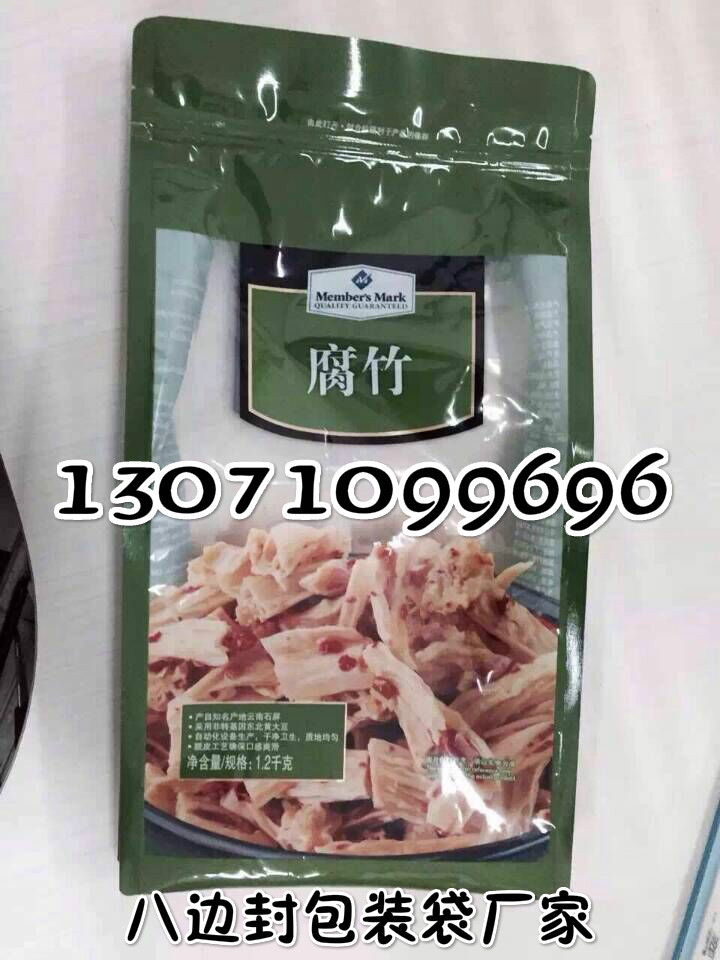 Member's Mark
QUALITY GUARANTEED
腐竹
13071099696
• 产自知名产地云南石屏
• 采用非转基因东北黄大豆
• 自动化设备生产，干净卫生，质地均匀
• 脱皮工艺确保口感爽滑
净含量/规格：1.2千克
八边封包装袋厂家